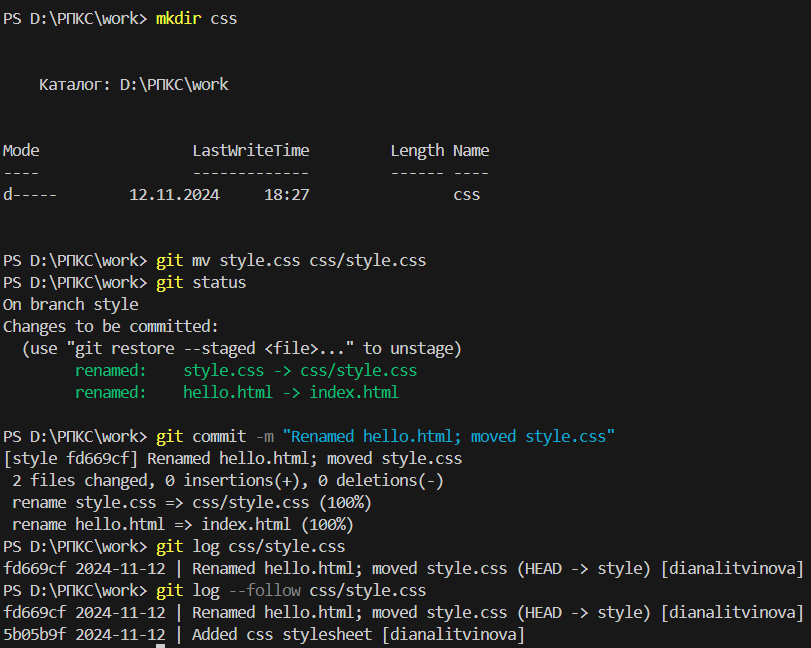 PS D:\РПКС\work> mkdir css
Каталог: D:\РПКС\work
Mode LastWriteTime Length Name
---- ------------- ------ ----
d----- 12.11.2024 18:27 css
PS D:\РПКС\work> git mv style.css css/style.css
PS D:\РПКС\work> git status
On branch style
Changes to be committed:
(use "git restore --staged <file>..." to unstage)
renamed: style.css -> css/style.css
renamed: hello.html -> index.html
PS D:\РПКС\work> git commit -m "Renamed hello.html; moved style.css"
[style fd669cf] Renamed hello.html; moved style.css
2 files changed, 0 insertions(+), 0 deletions(-)
rename style.css => css/style.css (100%)
rename hello.html => index.html (100%)
PS D:\РПКС\work> git log css/style.css
fd669cf 2024-11-12 | Renamed hello.html; moved style.css (HEAD -> style) [dianalitvinova]
PS D:\РПКС\work> git log --follow css/style.css
fd669cf 2024-11-12 | Renamed hello.html; moved style.css (HEAD -> style) [dianalitvinova]
5b05b9f 2024-11-12 | Added css stylesheet [dianalitvinova]